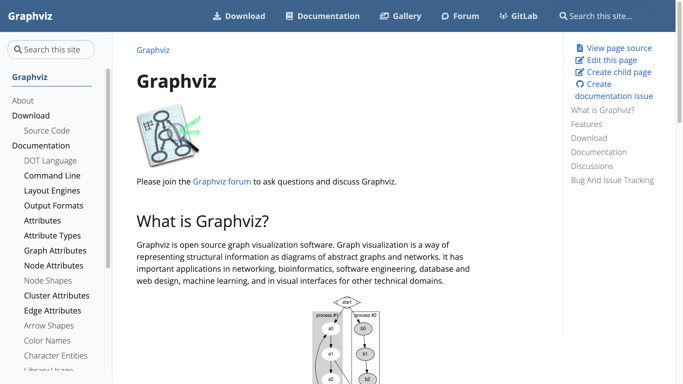 Graphviz
Download
Documentation
Gallery
Forum
GitLab
Search this site…
Search this site
Graphviz
About
Download
Source Code
Documentation
DOT Language
Command Line
Layout Engines
Output Formats
Attributes
Attribute Types
Graph Attributes
Node Attributes
Node Shapes
Cluster Attributes
Edge Attributes
Arrow Shapes
Color Names
Character Entities
Library Usage
Graphviz
Graphviz
Please join the Graphviz forum to ask questions and discuss Graphviz.
What is Graphviz?
Graphviz is open source graph visualization software. Graph visualization is a way of
representing structural information as diagrams of abstract graphs and networks. It has
important applications in networking, bioinformatics, software engineering, database and
web design, machine learning, and in visual interfaces for other technical domains.
start
process #1
process #2
a0
b0
a1
b1
a2
b2
View page source
Edit this page
Create child page
Create
documentation issue
What is Graphviz?
Features
Download
Documentation
Discussions
Bug And Issue Tracking